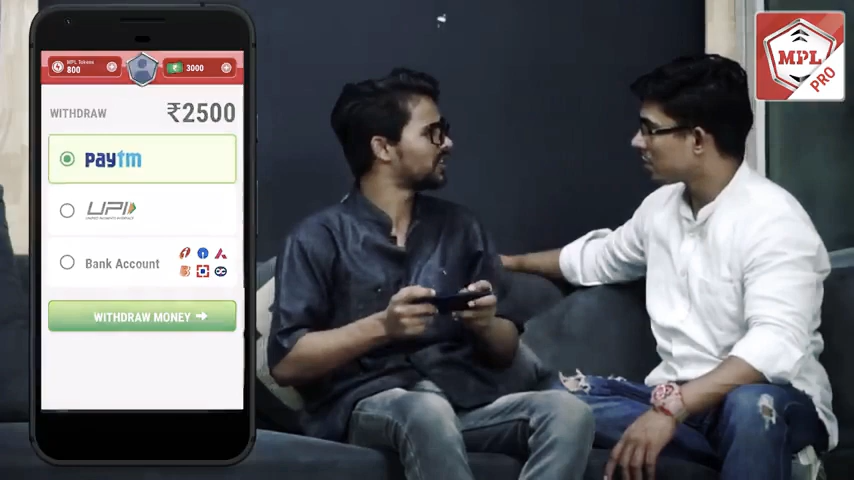 MPL Tokens
800
3000
WITHDRAW
₹2500
paytm
UPI
Bank Account
WITHDRAW MONEY
MPL
PRO